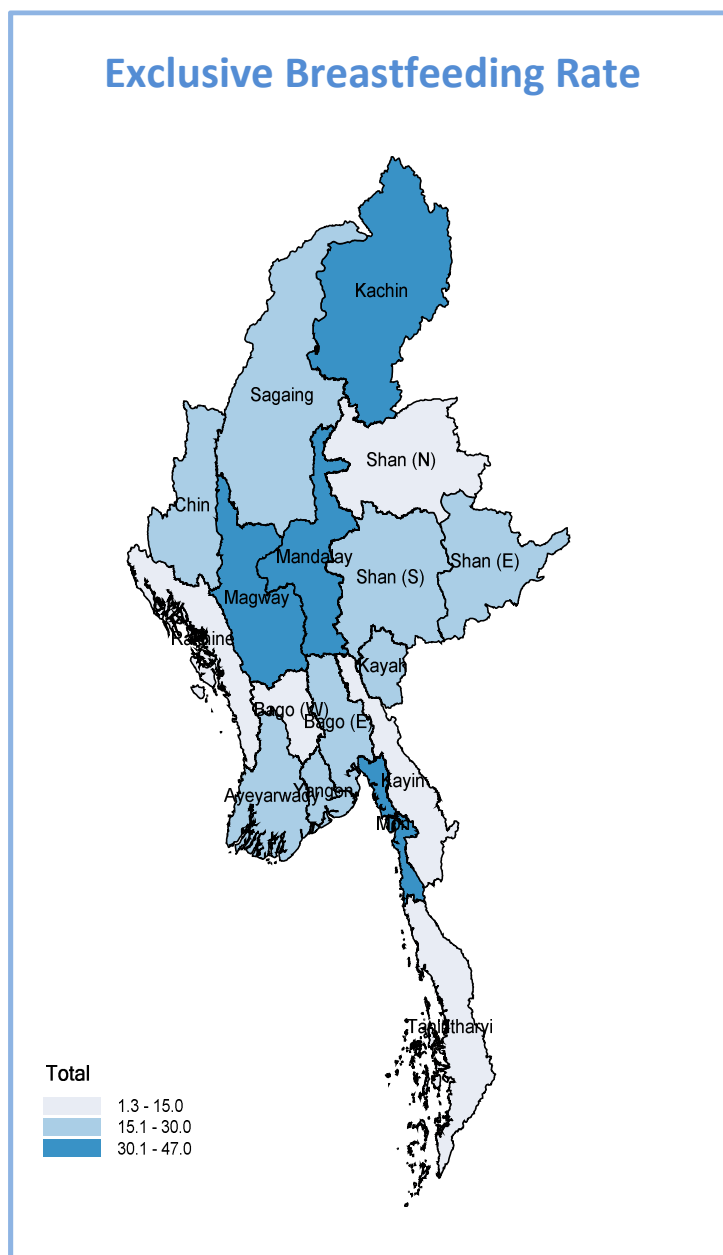 Exclusive Breastfeeding Rate
Kachin
Sagaing
Shan (N)
Chin
Mandalay
Shan (E)
Shan (S)
Magway
Rakhine
Kayah
Bago (W)
Bago (E)
Kayin
Ayeyarwady
Yangon
Mon
Tanintharyi
Total
1.3 - 15.0
15.1 - 30.0
30.1 - 47.0